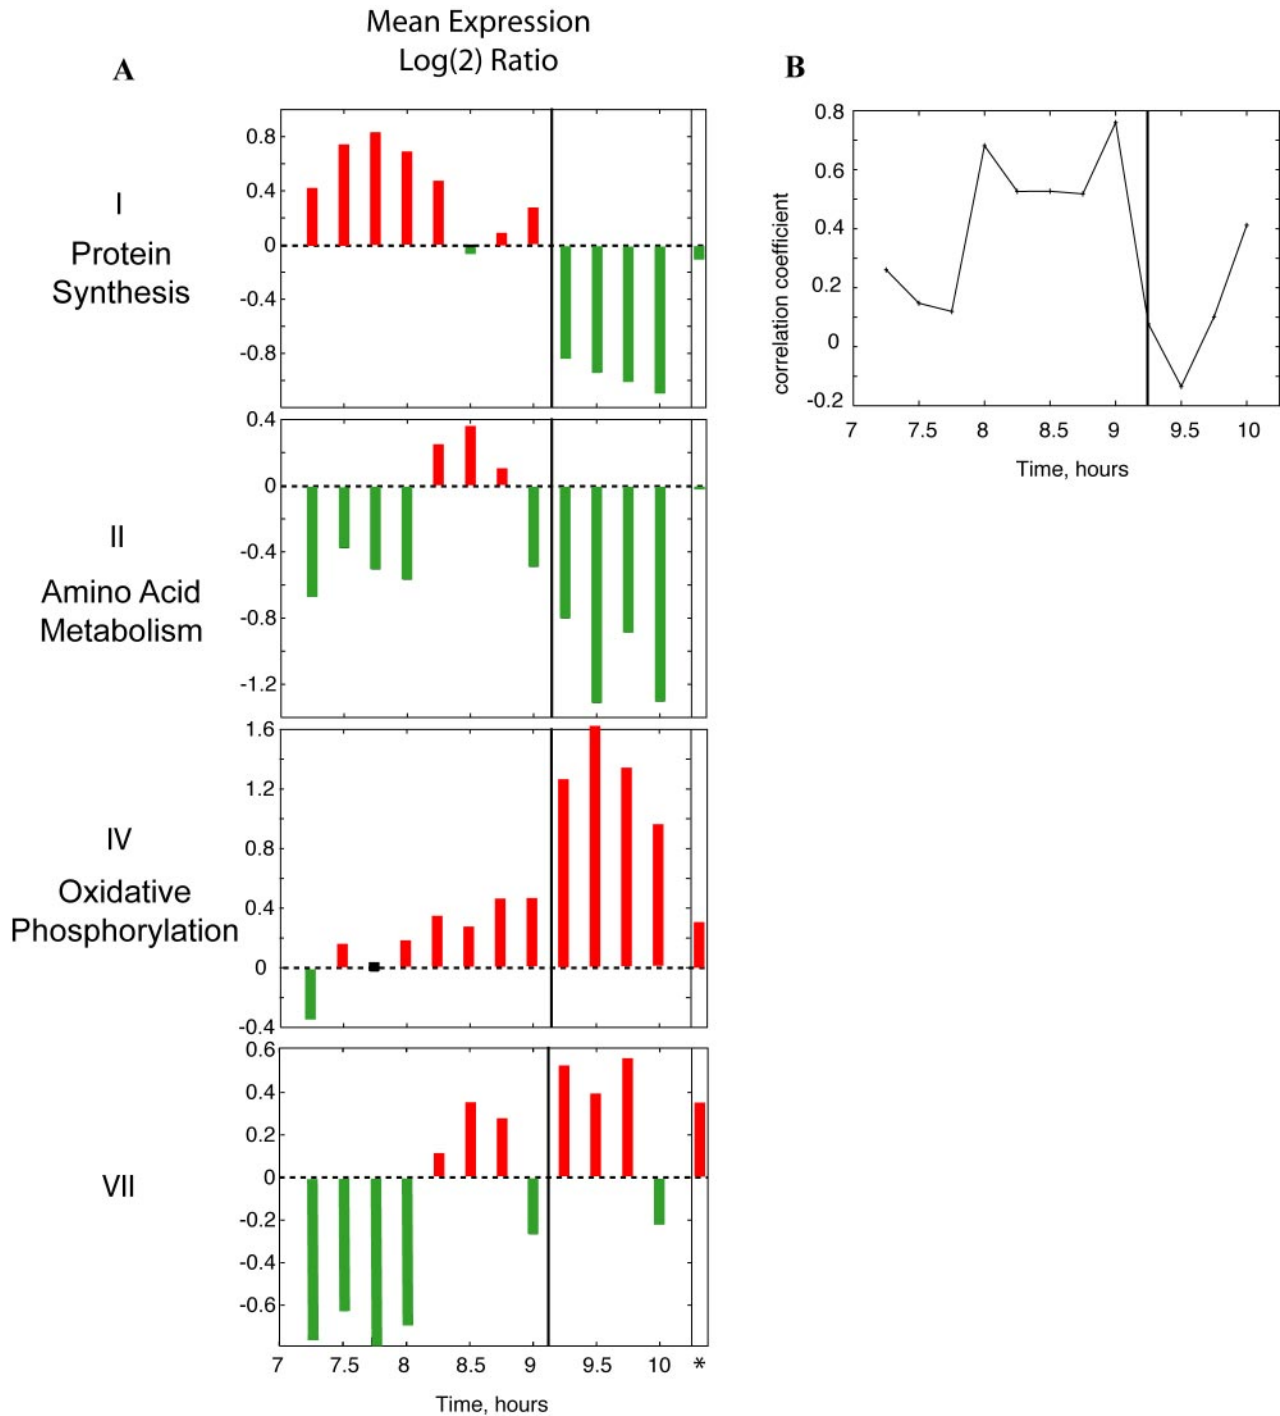 Mean Expression
Log(2) Ratio
A
I
Protein
Synthesis
0.8
0.4
0
-0.4
-0.8
II
Amino Acid
Metabolism
0.4
0
-0.4
-0.8
-1.2
IV
Oxidative
Phosphorylation
1.6
1.2
0.8
0.4
0
-0.4
VII
0.6
0.4
0.2
0
-0.2
-0.4
-0.6
7 7.5 8 8.5 9 9.5 10 *
Time, hours
B
correlation coefficient
0.8
0.6
0.4
0.2
0
-0.2
7 7.5 8 8.5 9 9.5 10
Time, hours